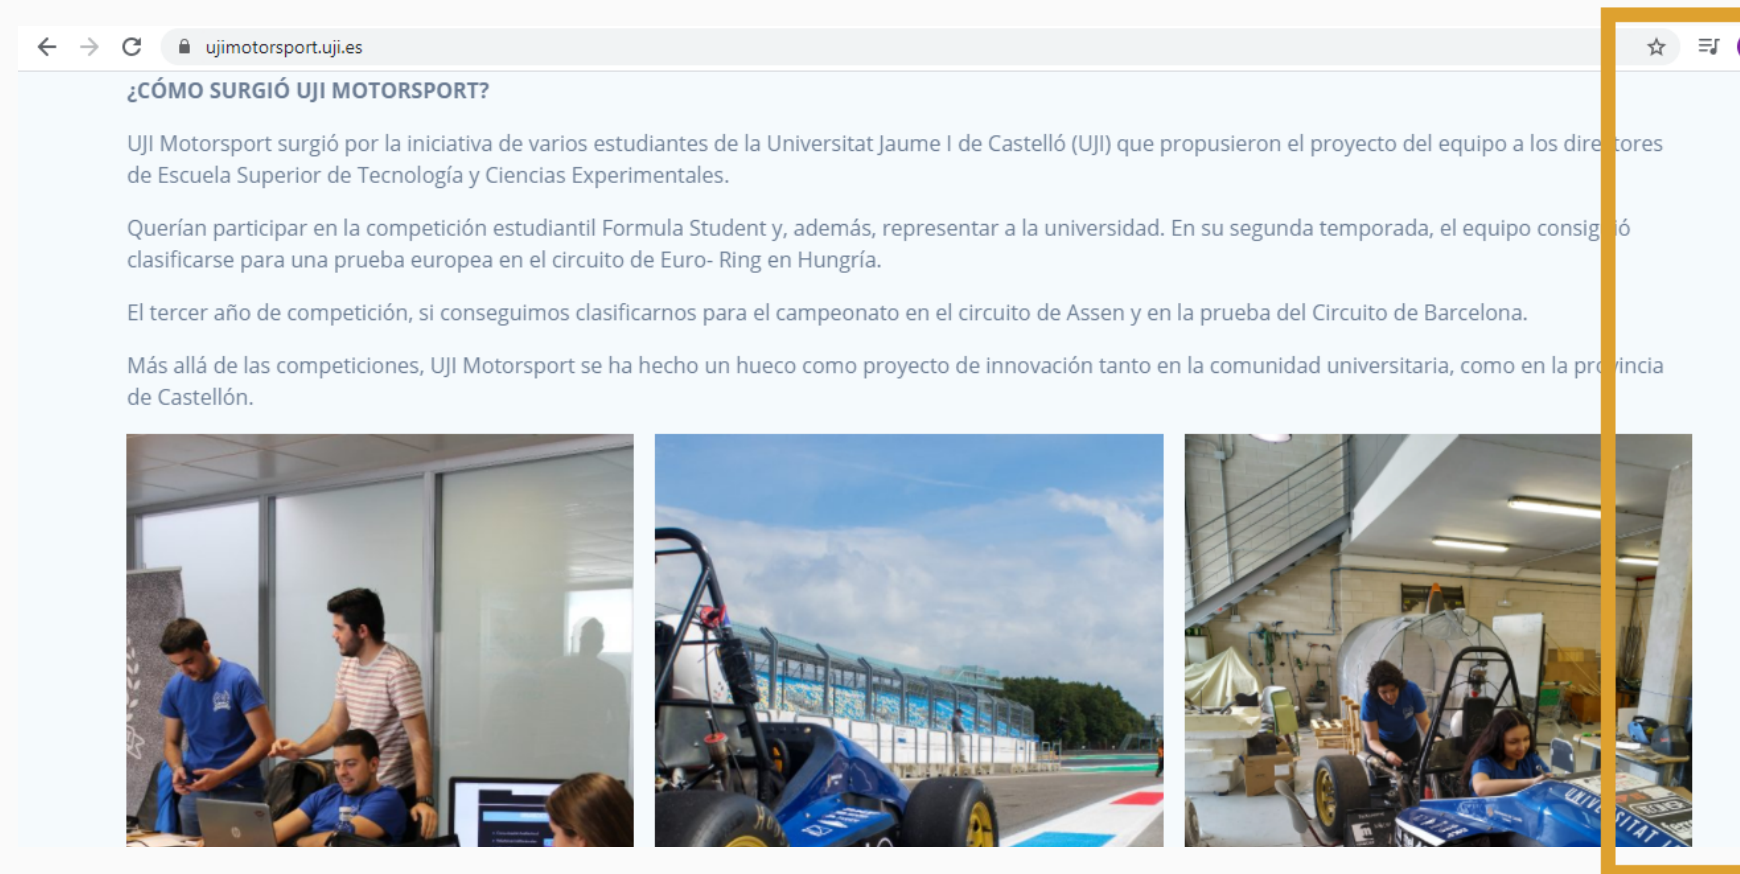 ujimotorsport.uji.es
¿CÓMO SURGIÓ UJI MOTORSPORT?
UJI Motorsport surgió por la iniciativa de varios estudiantes de la Universitat Jaume I de Castelló (UJI) que propusieron el proyecto del equipo a los directores
de Escuela Superior de Tecnología y Ciencias Experimentales.
Querían participar en la competición estudiantil Formula Student y, además, representar a la universidad. En su segunda temporada, el equipo consiguió
clasificarse para una prueba europea en el circuito de Euro- Ring en Hungría.
El tercer año de competición, si conseguimos clasificarnos para el campeonato en el circuito de Assen y en la prueba del Circuito de Barcelona.
Más allá de las competiciones, UJI Motorsport se ha hecho un hueco como proyecto de innovación tanto en la comunidad universitaria, como en la provincia
de Castellón.